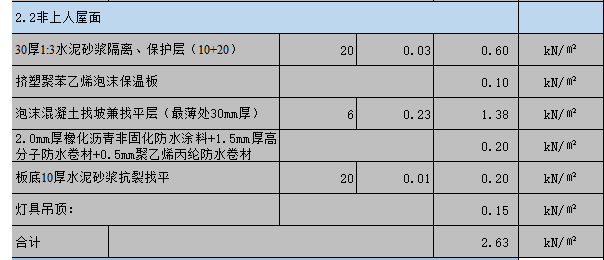 2.2非上人屋面
30厚1:3水泥砂浆隔离、保护层(10+20) 20 0.03 0.60 kN/㎡
挤塑聚苯乙烯泡沫保温板 0.10 kN/㎡
泡沫混凝土找坡兼找平层(最薄处30mm厚) 6 0.23 1.38 kN/㎡
2.0mm厚橡化沥青非固化防水涂料+1.5mm厚高
分子防水卷材+0.5mm聚乙烯丙纶防水卷材 0.20 kN/㎡
板底10厚水泥砂浆抗裂找平 20 0.01 0.20 kN/㎡
灯具吊顶: 0.15 kN/㎡
合计 2.63 kN/㎡